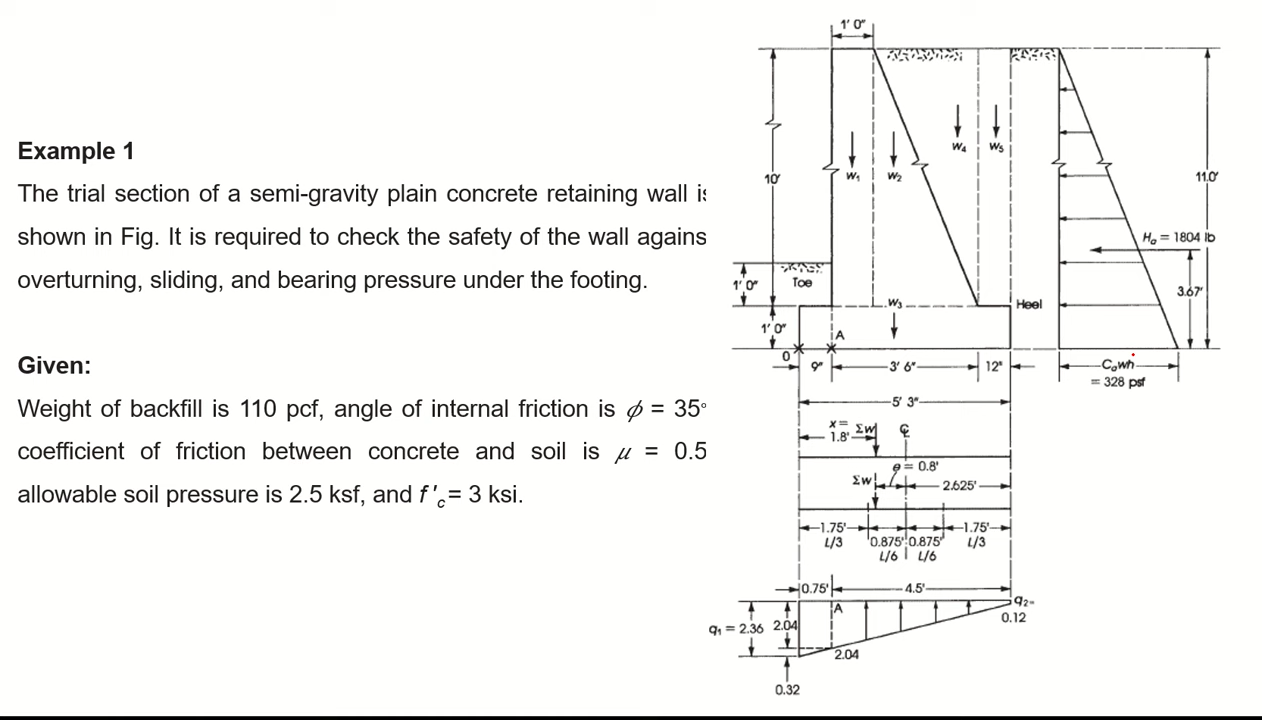 Example 1
The trial section of a semi-gravity plain concrete retaining wall is
shown in Fig. It is required to check the safety of the wall agains
overturning, sliding, and bearing pressure under the footing.
Given:
Weight of backfill is 110 pcf, angle of internal friction is ϕ = 35°
coefficient of friction between concrete and soil is μ = 0.5
allowable soil pressure is 2.5 ksf, and f'c= 3 ksi.
1' 0"
W4 W5
10' W1 W2 11.0'
Ha = 1804 lb
1' 0" Toe
3.67'
W3 Heel
1' 0" A
0
9" 3' 6" 12" Cawh
= 328 psf
5' 3"
x= Σw ℄
1.8'
e = 0.8'
Σw 2.625'
1.75' 0.875' 0.875' 1.75'
L/3 L/6 L/6 L/3
0.75' 4.5'
A q2=
0.12
q1 = 2.36 2.04
2.04
0.32